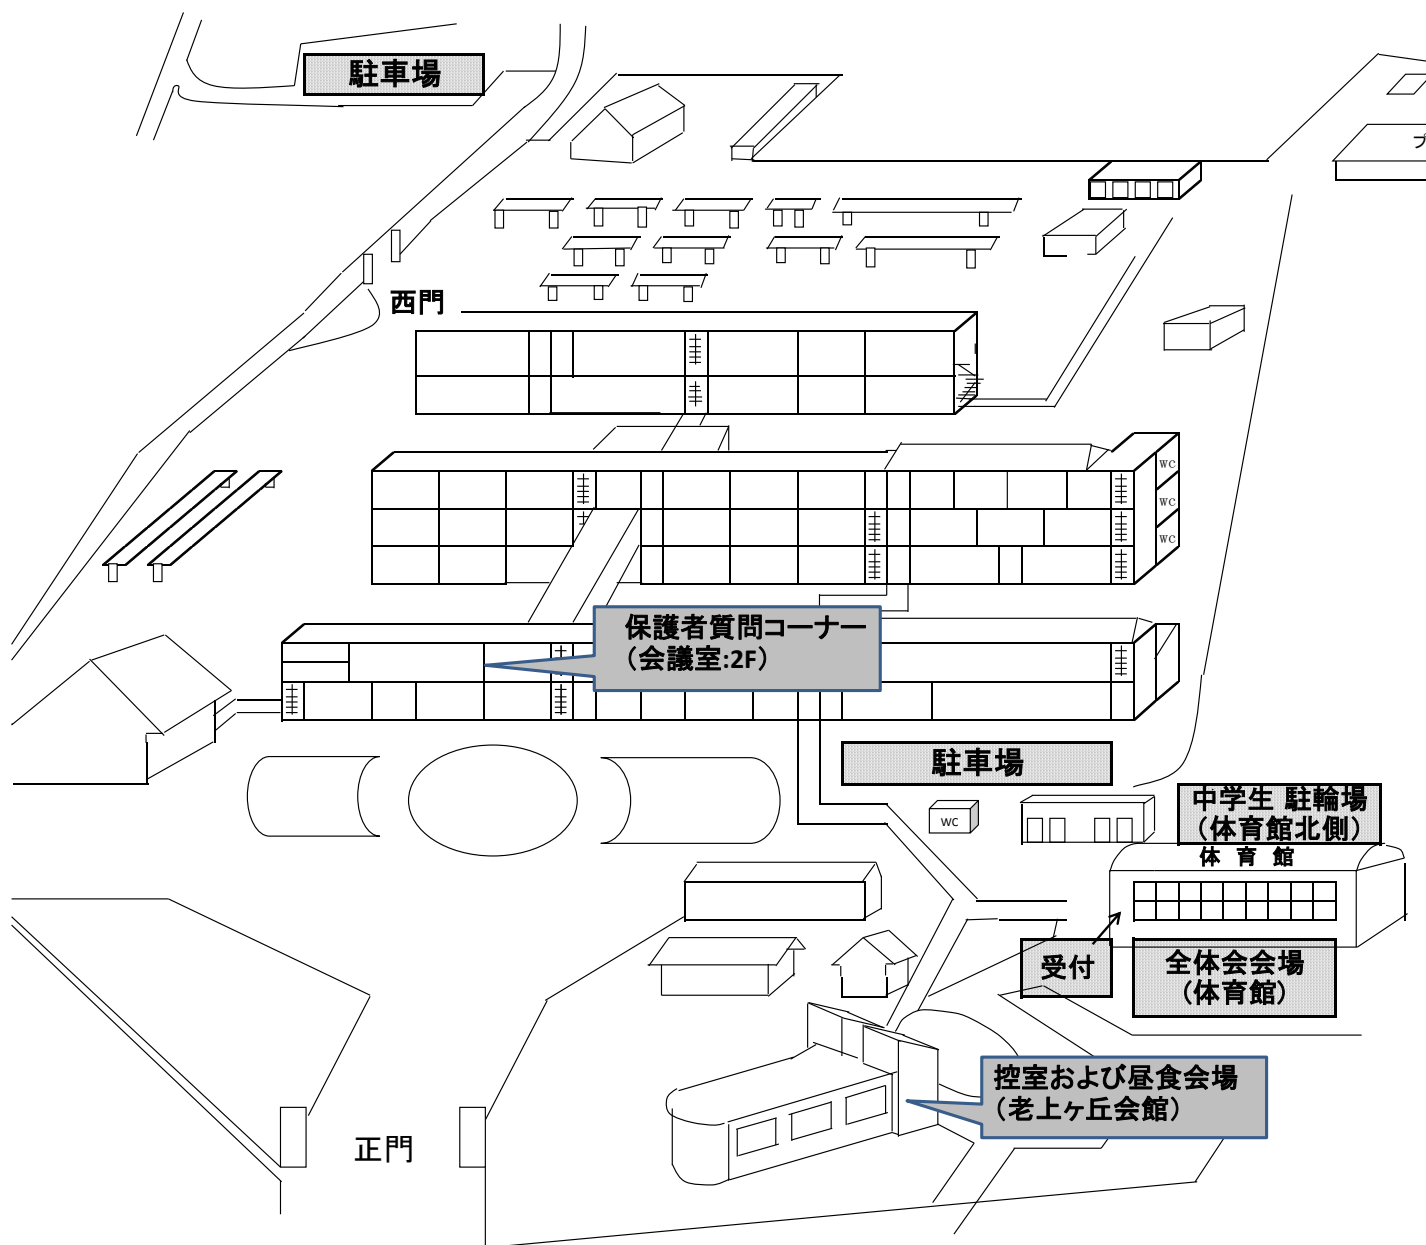 駐車場
プ
西門
WC
WC
WC
保護者質問コーナー
（会議室:2F）
駐車場
中学生 駐輪場
（体育館北側）
WC
体 育 館
受付
全体会会場
（体育館）
控室および昼食会場
（老上ヶ丘会館）
正門